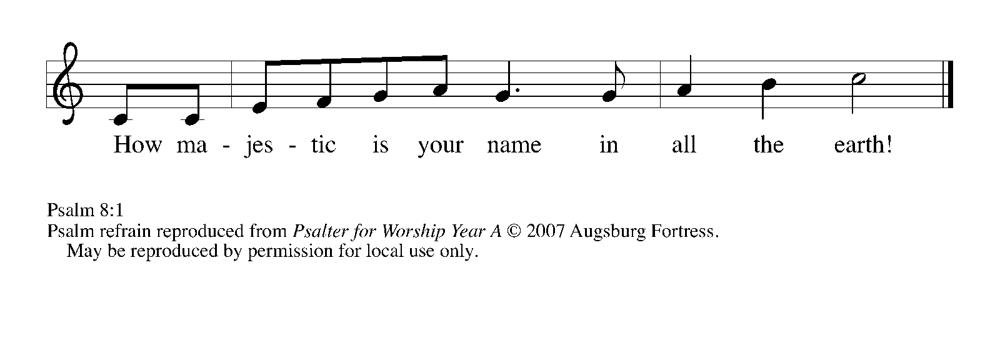 How ma - jes - tic is your name in all the earth!
Psalm 8:1
Psalm refrain reproduced from Psalter for Worship Year A © 2007 Augsburg Fortress.
May be reproduced by permission for local use only.